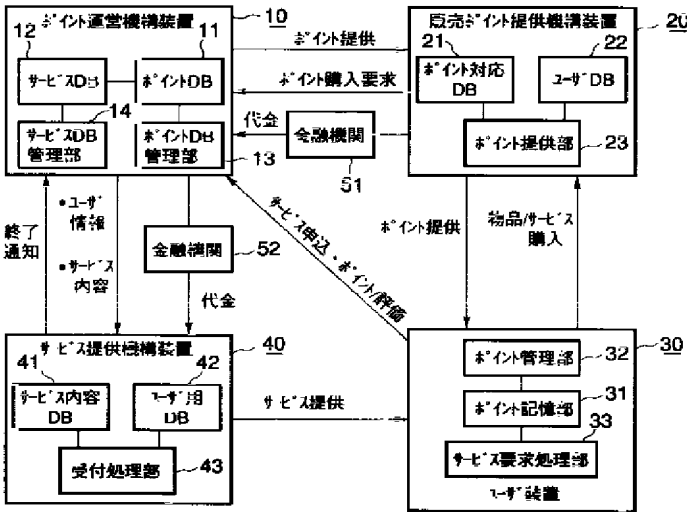 ポイント運営機構装置
10
12
11
サービスDB
ポイントDB
14
サービスDB
管理部
ポイントDB
管理部
13
ポイント提供
ポイント購入要求
代金
金融機関
51
販売ポイント提供機構装置
20
21
22
ポイント対応
DB
ユーザDB
ポイント提供部
23
終了
通知
•ユーザ
情報
•サービス
内容
金融機関
52
代金
サービス申込・ポイント/評価
ポイント提供
物品/サービス
購入
サービス提供機構装置
40
41
42
サービス内容
DB
ユーザ用
DB
受付処理部
43
サービス提供
30
ポイント管理部
32
ポイント記憶部
31
33
サービス要求処理部
ユーザ装置